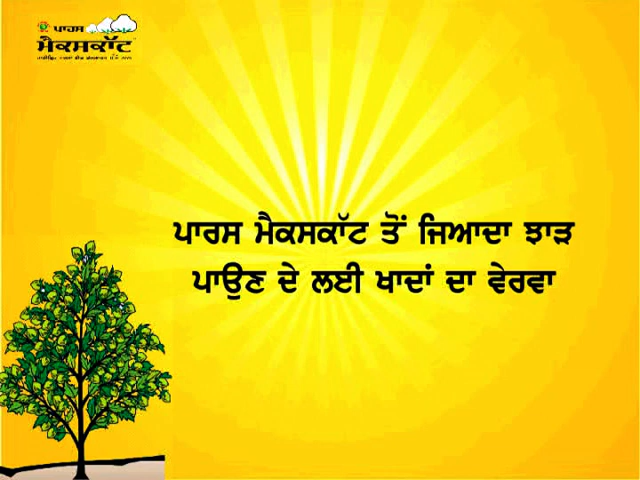 ਪਾਰਸ
ਮੈਕਸਕਾੱਟ
ਪਾਰਸ ਮੈਕਸਕਾੱਟ ਤੋਂ ਜਿਆਦਾ ਝਾੜ
ਪਾਉਣ ਦੇ ਲਈ ਖਾਦਾਂ ਦਾ ਵੇਰਵਾ